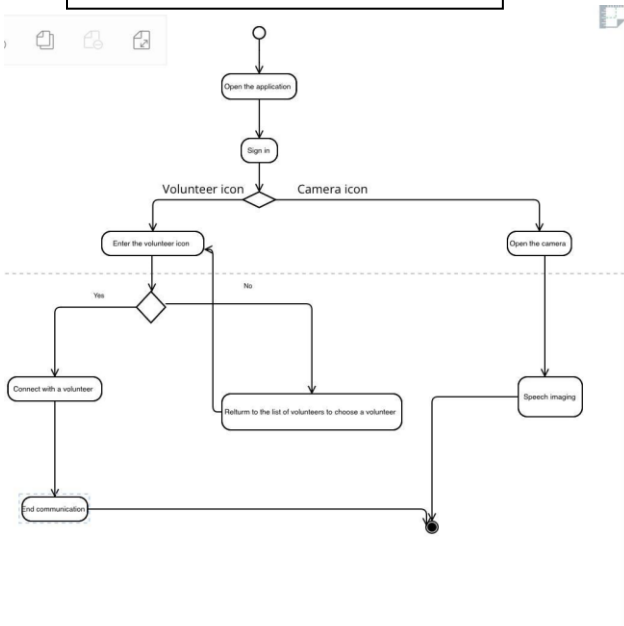 Open the application
Sign in
Volunteer icon
Camera icon
Enter the volunteer icon
Open the camera
Yes
No
Connect with a volunteer
Relturm to the list of volunteers to choose a volunteer
Speech imaging
End communication